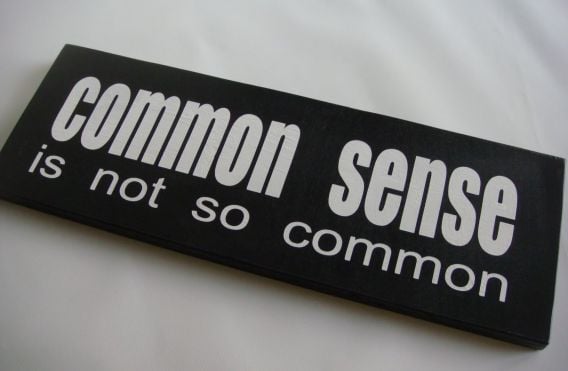 common sense
is not so common